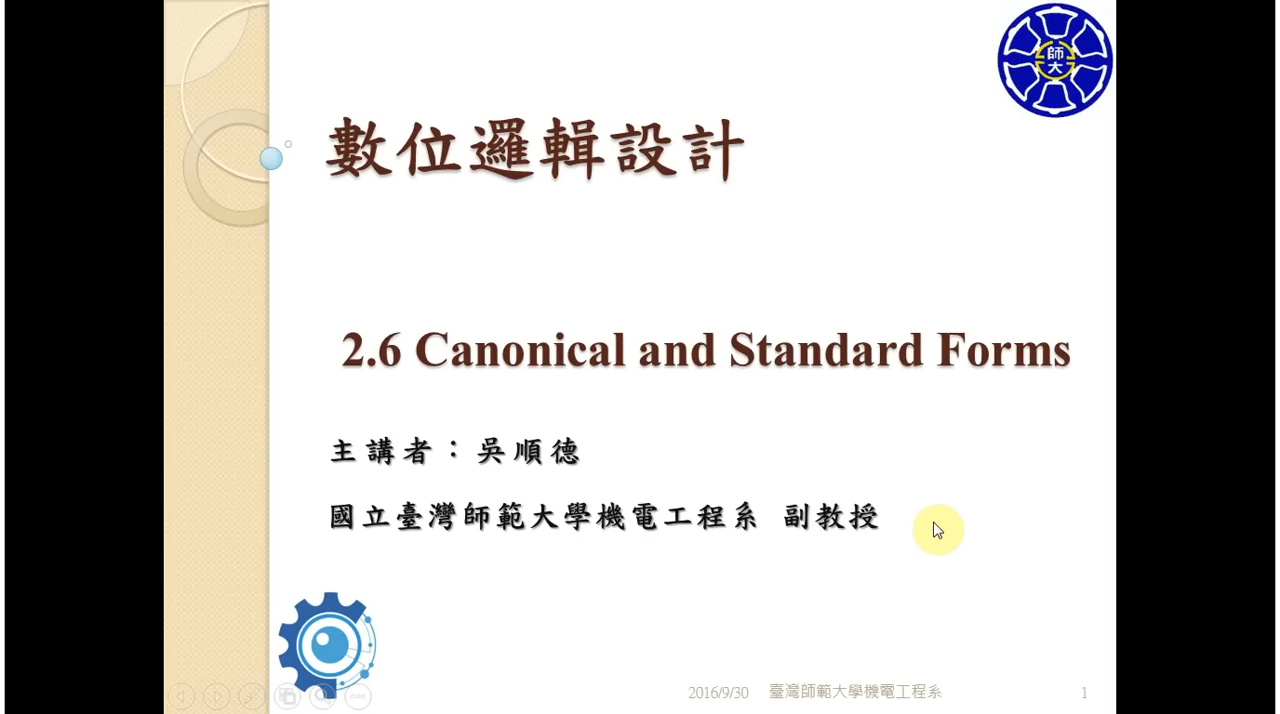 師
大
數位邏輯設計
2.6 Canonical and Standard Forms
主講者：吳順德
國立臺灣師範大學機電工程系 副教授
2016/9/30 臺灣師範大學機電工程系 1